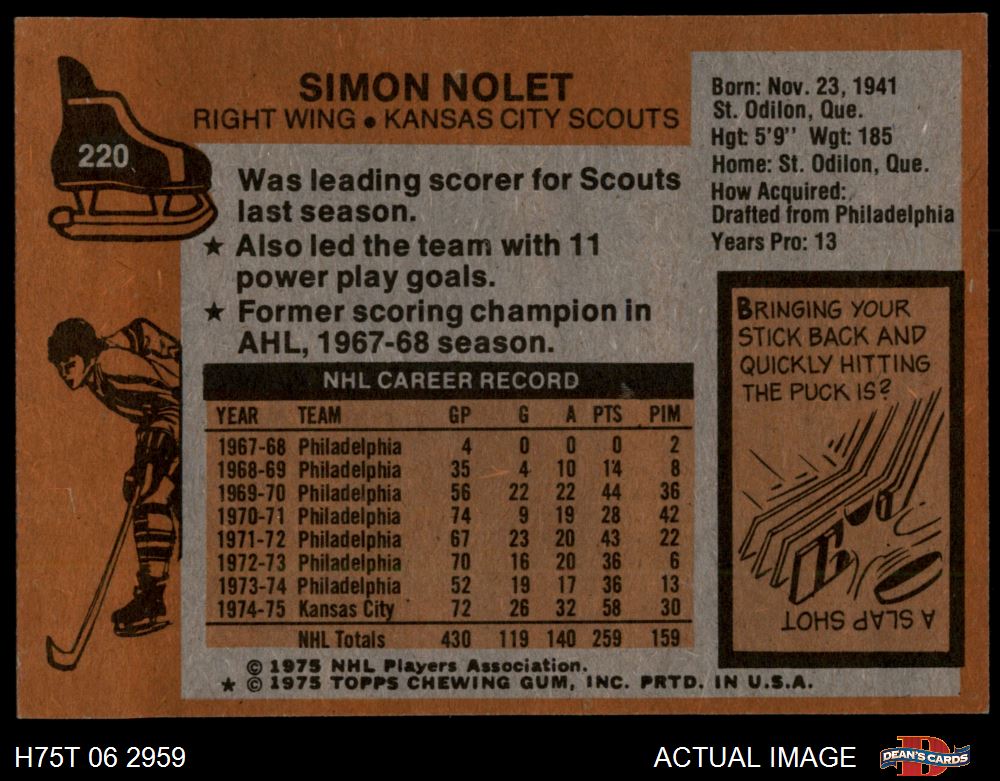 220
SIMON NOLET
RIGHT WING • KANSAS CITY SCOUTS
Was leading scorer for Scouts
last season.
★ Also led the team with 11
power play goals.
★ Former scoring champion in
AHL, 1967-68 season.
Born: Nov. 23, 1941
St. Odilon, Que.
Hgt: 5'9" Wgt: 185
Home: St. Odilon, Que.
How Acquired:
Drafted from Philadelphia
Years Pro: 13
BRINGING YOUR
STICK BACK AND
QUICKLY HITTING
THE PUCK IS?
A SLAP SHOT
NHL CAREER RECORD
YEAR TEAM GP G A PTS PIM
1967-68 Philadelphia 4 0 0 0 2
1968-69 Philadelphia 35 4 10 14 8
1969-70 Philadelphia 56 22 22 44 36
1970-71 Philadelphia 74 9 19 28 42
1971-72 Philadelphia 67 23 20 43 22
1972-73 Philadelphia 70 16 20 36 6
1973-74 Philadelphia 52 19 17 36 13
1974-75 Kansas City 72 26 32 58 30
NHL Totals 430 119 140 259 159
© 1975 NHL Players Association.
★ © 1975 TOPPS CHEWING GUM, INC. PRTD. IN U.S.A.
H75T 06 2959
ACTUAL IMAGE
D
DEAN'S CARDS